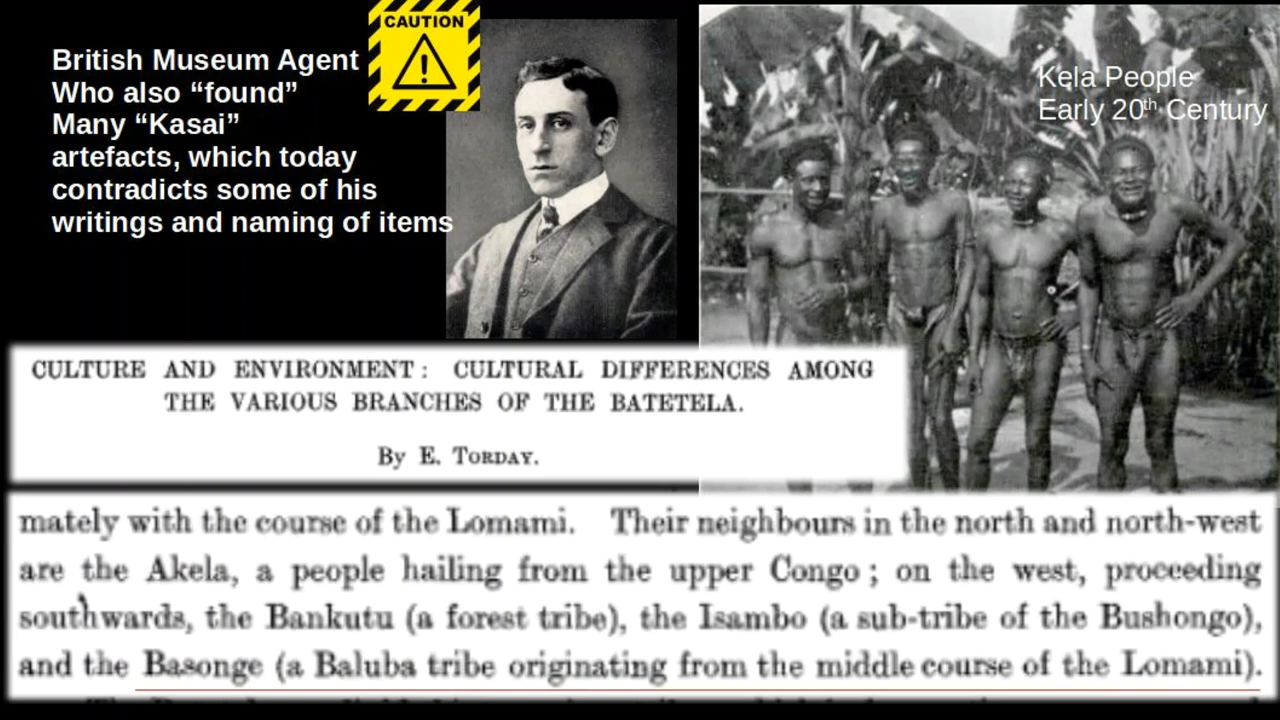 British Museum Agent
Who also “found”
Many “Kasai”
artefacts, which today
contradicts some of his
writings and naming of items
CAUTION
!
Kela People
Early 20th Century
CULTURE AND ENVIRONMENT: CULTURAL DIFFERENCES AMONG
THE VARIOUS BRANCHES OF THE BATETELA.
By E. TORDAY.
mately with the course of the Lomami. Their neighbours in the north and north-west
are the Akela, a people hailing from the upper Congo; on the west, proceeding
southwards, the Bankutu (a forest tribe), the Isambo (a sub-tribe of the Bushongo),
and the Basonge (a Baluba tribe originating from the middle course of the Lomami).